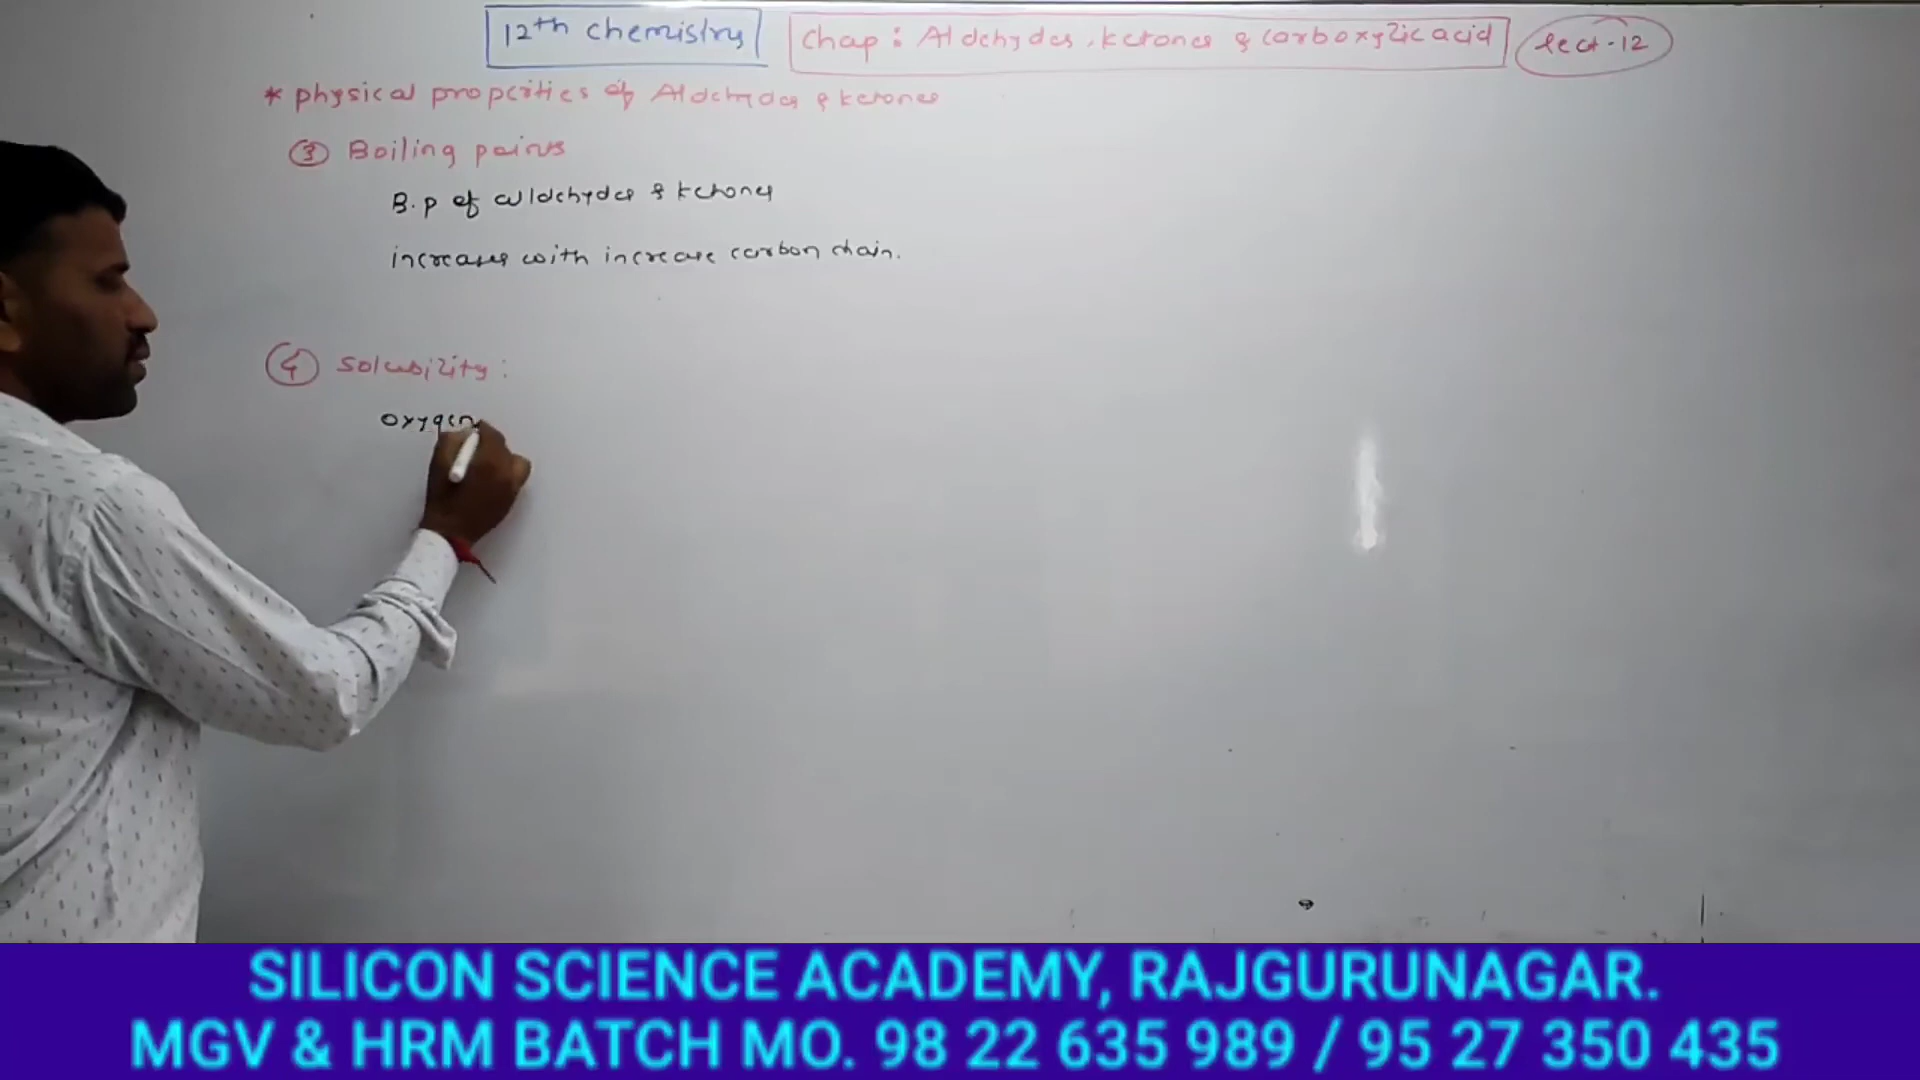 12th chemistry
chap : Aldehydes, ketones & carboxylic acid
lect-12
* physical properties of Aldehydes & ketones
3 Boiling points
B.p of aldehydes & ketones
increases with increase carbon chain.
4 Solubility :
oxygen
SILICON SCIENCE ACADEMY, RAJGURUNAGAR.
MGV & HRM BATCH MO. 98 22 635 989 / 95 27 350 435